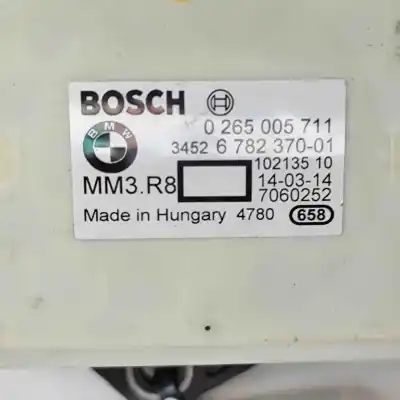 BOSCH
BMW
0 265 005 711
3452 6 782 370-01
102135 10
MM3.R8
14-03-14
7060252
Made in Hungary 4780 658